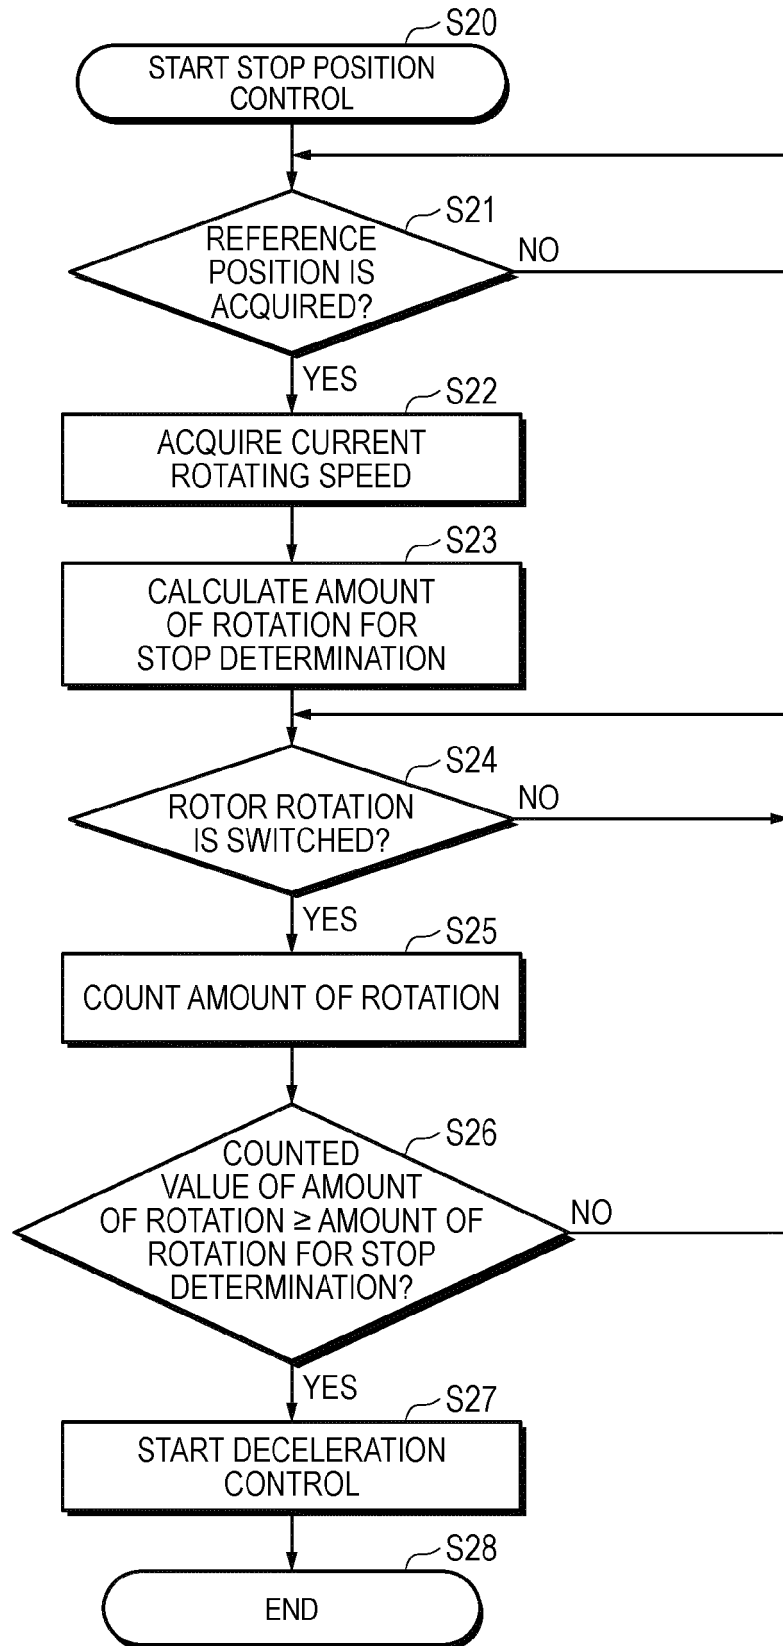 S20
START STOP POSITION
CONTROL
S21
REFERENCE
POSITION IS
ACQUIRED?
NO
YES
S22
ACQUIRE CURRENT
ROTATING SPEED
S23
CALCULATE AMOUNT
OF ROTATION FOR
STOP DETERMINATION
S24
ROTOR ROTATION
IS SWITCHED?
NO
YES
S25
COUNT AMOUNT OF ROTATION
S26
COUNTED
VALUE OF AMOUNT
OF ROTATION ≥ AMOUNT OF
ROTATION FOR STOP
DETERMINATION?
NO
YES
S27
START DECELERATION
CONTROL
S28
END